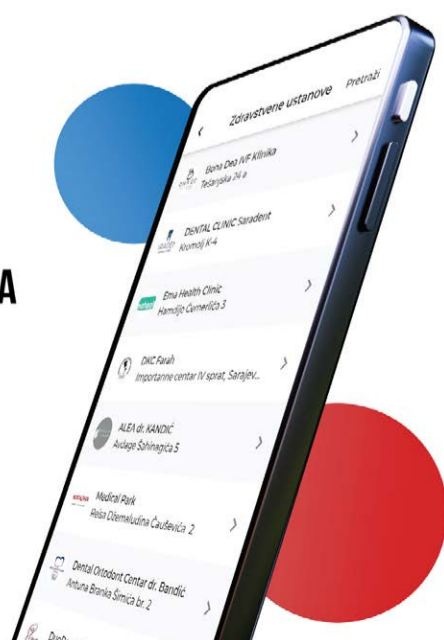 A
Zdravstvene ustanove Pretraži
Bona Dea IVF Klinika
Tešanjska 24 a
DENTAL CLINIC Saradent
Kromolj K-4
Ema Health Clinic
Hamdije Čemerlića 3
DKC Farah
Importanne centar IV sprat, Sarajev...
ALEA dr. KANDIĆ
Avdage Šahinagića 5
Medical Park
Reisa Džemaludina Čauševića 2
Dental Ortodont Centar dr. Bandić
Antuna Branka Šimića br. 2